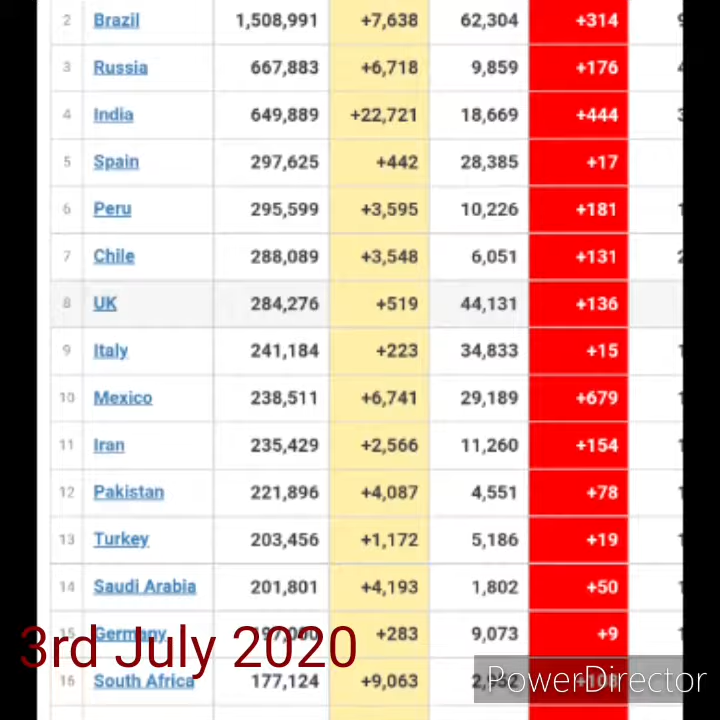 2 Brazil 1,508,991 +7,638 62,304 +314
3 Russia 667,883 +6,718 9,859 +176
4 India 649,889 +22,721 18,669 +444
5 Spain 297,625 +442 28,385 +17
6 Peru 295,599 +3,595 10,226 +181
7 Chile 288,089 +3,548 6,051 +131
8 UK 284,276 +519 44,131 +136
9 Italy 241,184 +223 34,833 +15
10 Mexico 238,511 +6,741 29,189 +679
11 Iran 235,429 +2,566 11,260 +154
12 Pakistan 221,896 +4,087 4,551 +78
13 Turkey 203,456 +1,172 5,186 +19
14 Saudi Arabia 201,801 +4,193 1,802 +50
15 Germany +283 9,073 +9
3rd July 2020
16 South Africa 177,124 +9,063
PowerDirector